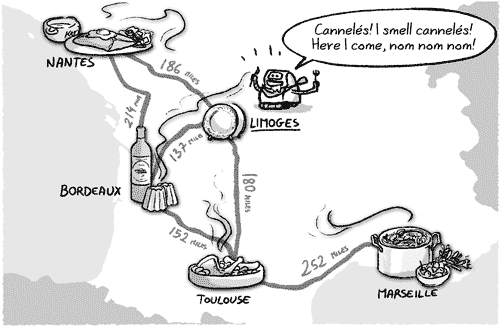 Cannelés! I smell cannelés!
Here I come, nom nom nom!
NANTES
186 MILES
LIMOGES
214 MILES
137 MILES
BORDEAUX
180 MILES
152 MILES
252 MILES
TOULOUSE
MARSEILLE